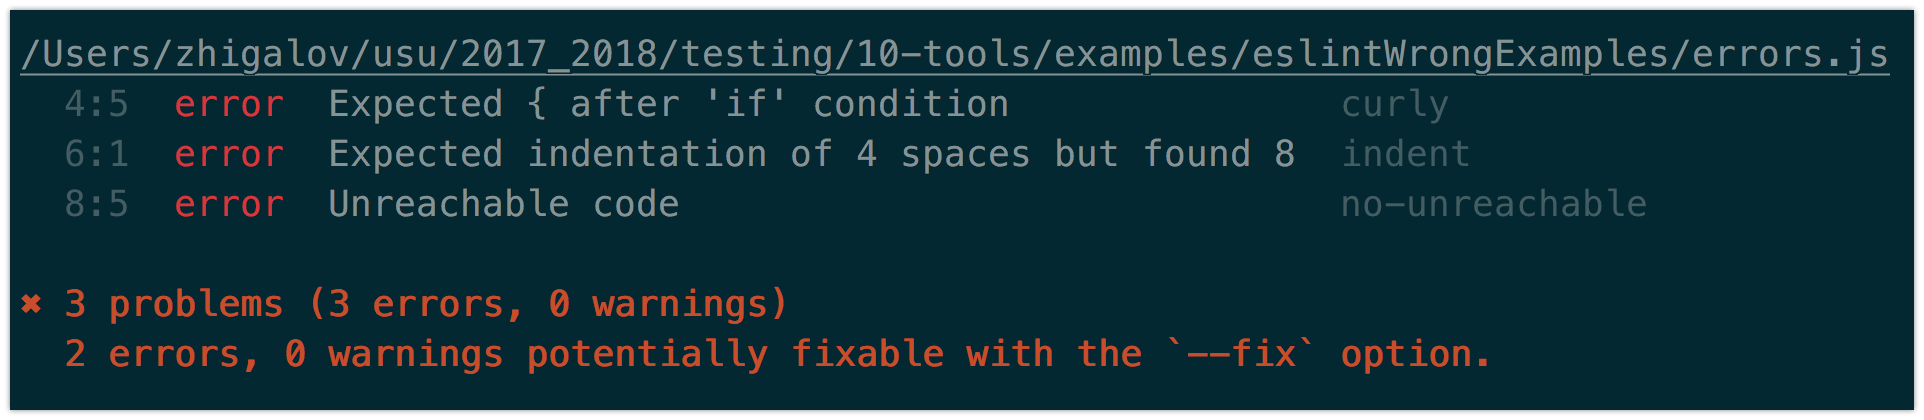 /Users/zhigalov/usu/2017_2018/testing/10-tools/examples/eslintWrongExamples/errors.js
4:5  error  Expected { after 'if' condition  curly
6:1  error  Expected indentation of 4 spaces but found 8  indent
8:5  error  Unreachable code  no-unreachable
✖ 3 problems (3 errors, 0 warnings)
2 errors, 0 warnings potentially fixable with the `--fix` option.